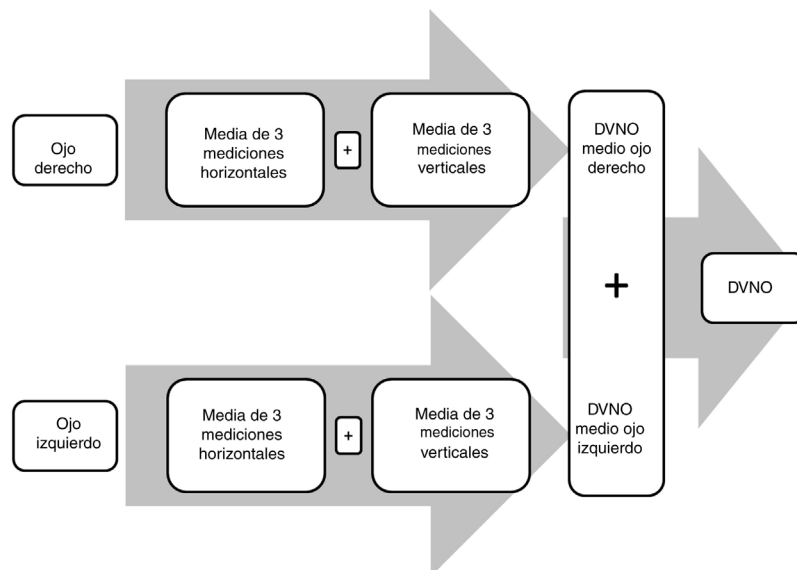 Ojo
derecho
Media de 3
mediciones
horizontales
+
Media de 3
mediciones
verticales
DVNO
medio ojo
derecho
+
DVNO
Ojo
izquierdo
Media de 3
mediciones
horizontales
+
Media de 3
mediciones
verticales
DVNO
medio ojo
izquierdo